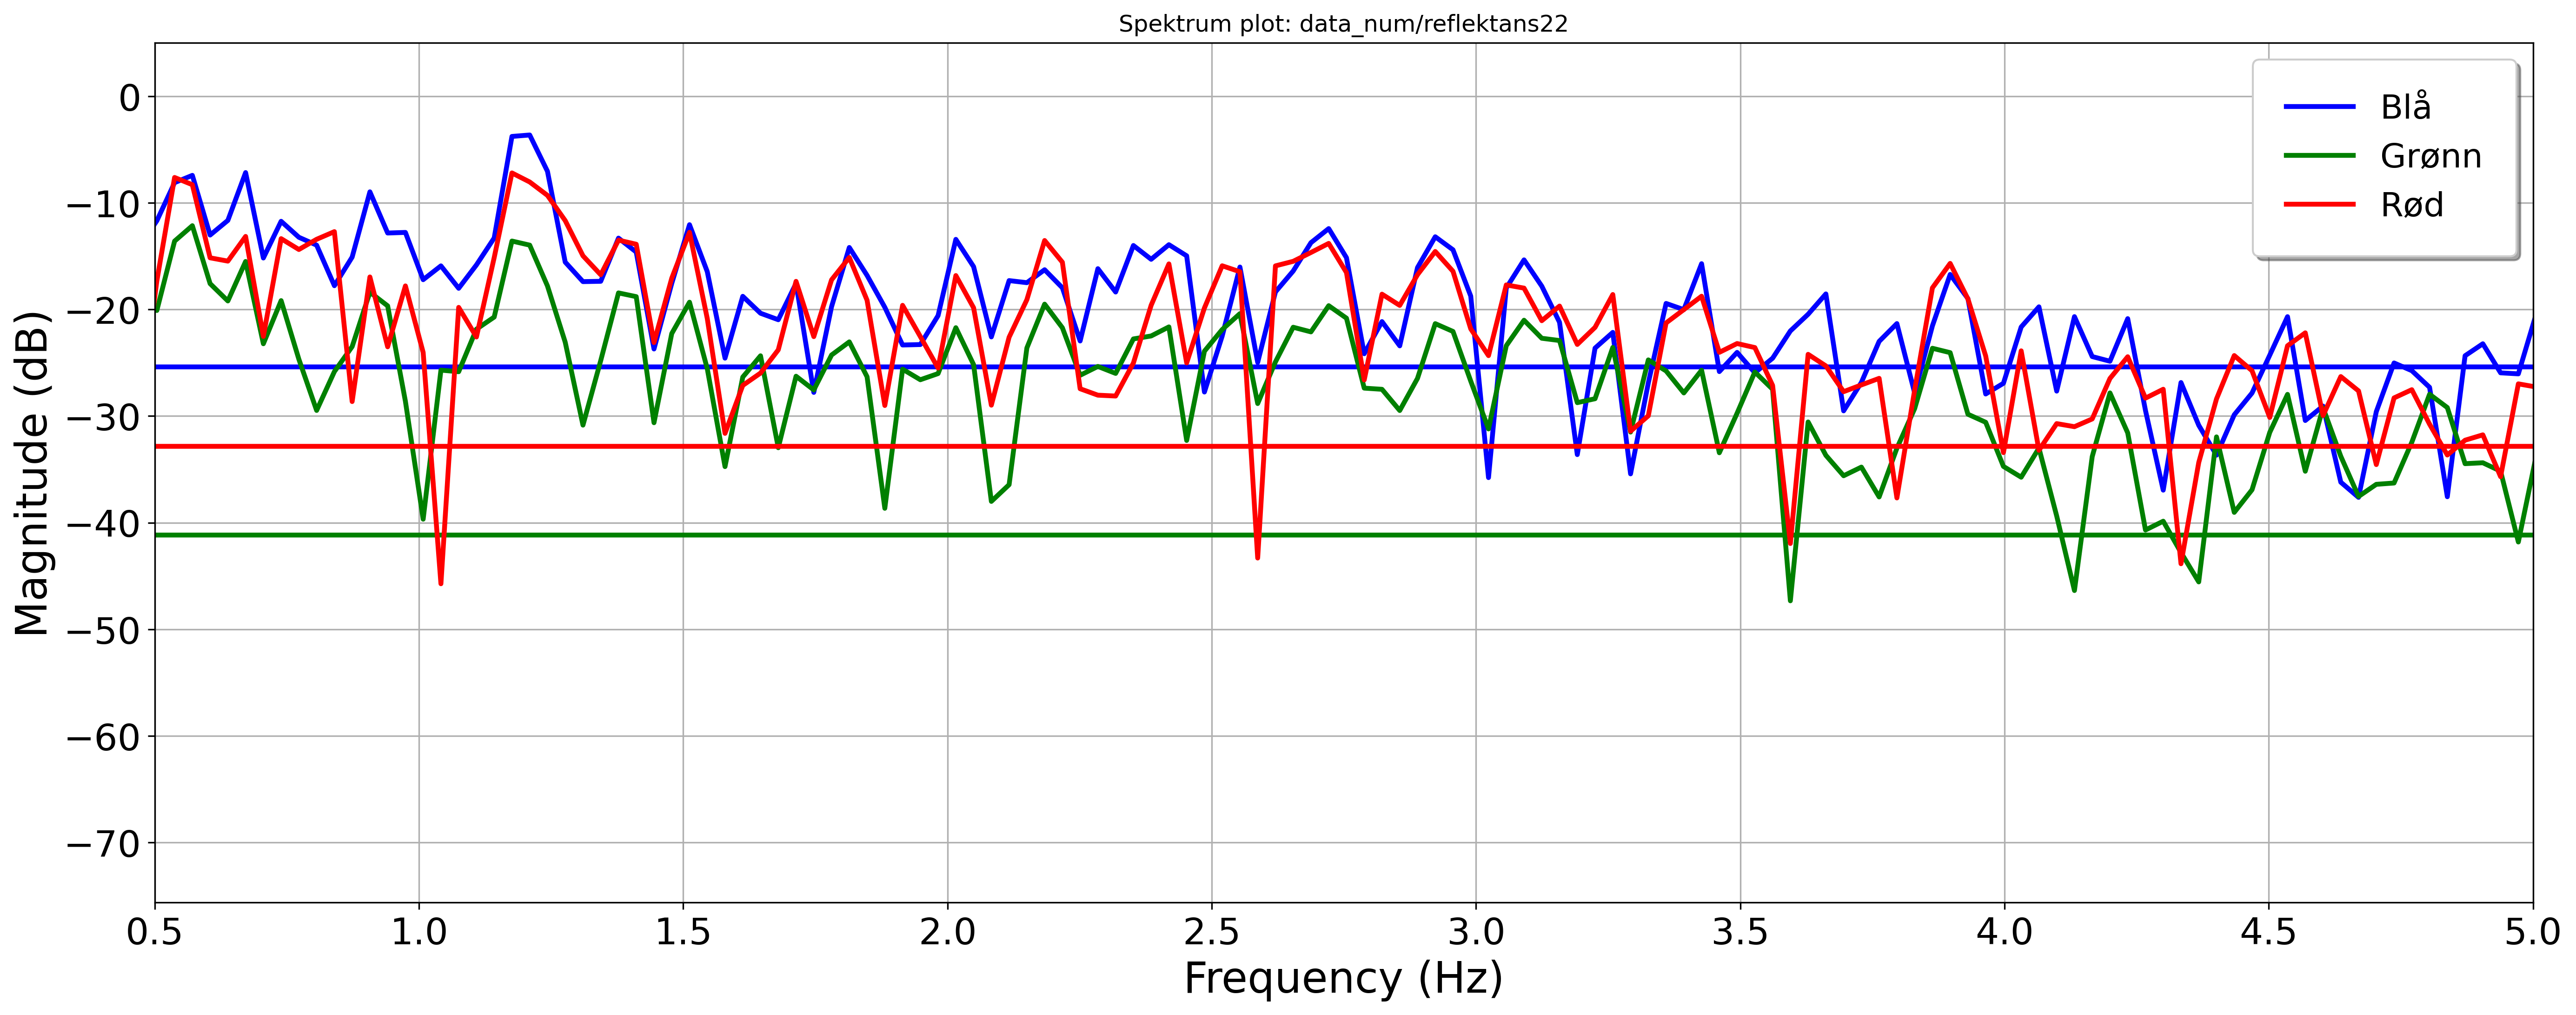 Spektrum plot: data_num/reflektans22
Magnitude (dB)
0
−10
−20
−30
−40
−50
−60
−70
Blå
Grønn
Rød
0.5 1.0 1.5 2.0 2.5 3.0 3.5 4.0 4.5 5.0
Frequency (Hz)